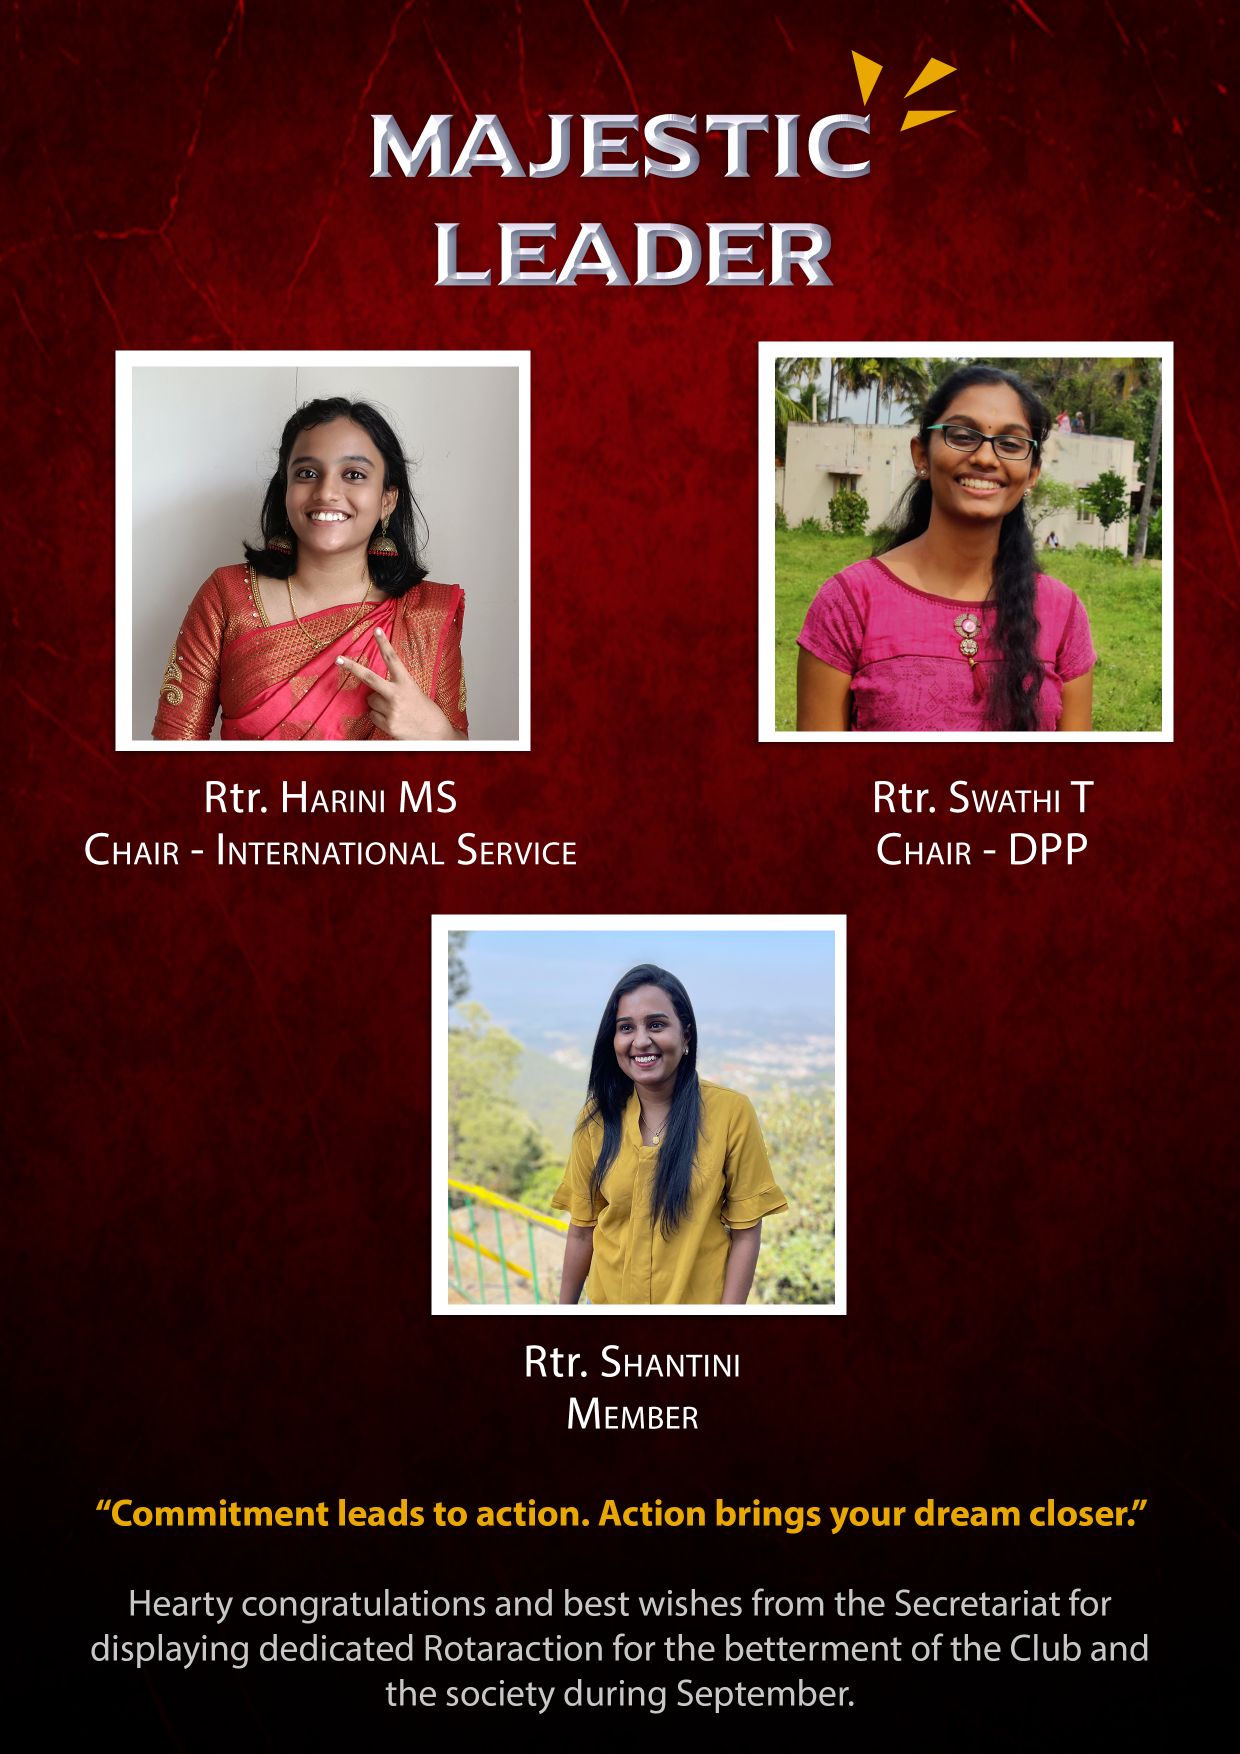 MAJESTIC
LEADER
Rtr. Harini MS
Chair - International Service
Rtr. Swathi T
Chair - DPP
Rtr. Shantini
Member
“Commitment leads to action. Action brings your dream closer.”
Hearty congratulations and best wishes from the Secretariat for
displaying dedicated Rotaraction for the betterment of the Club and
the society during September.